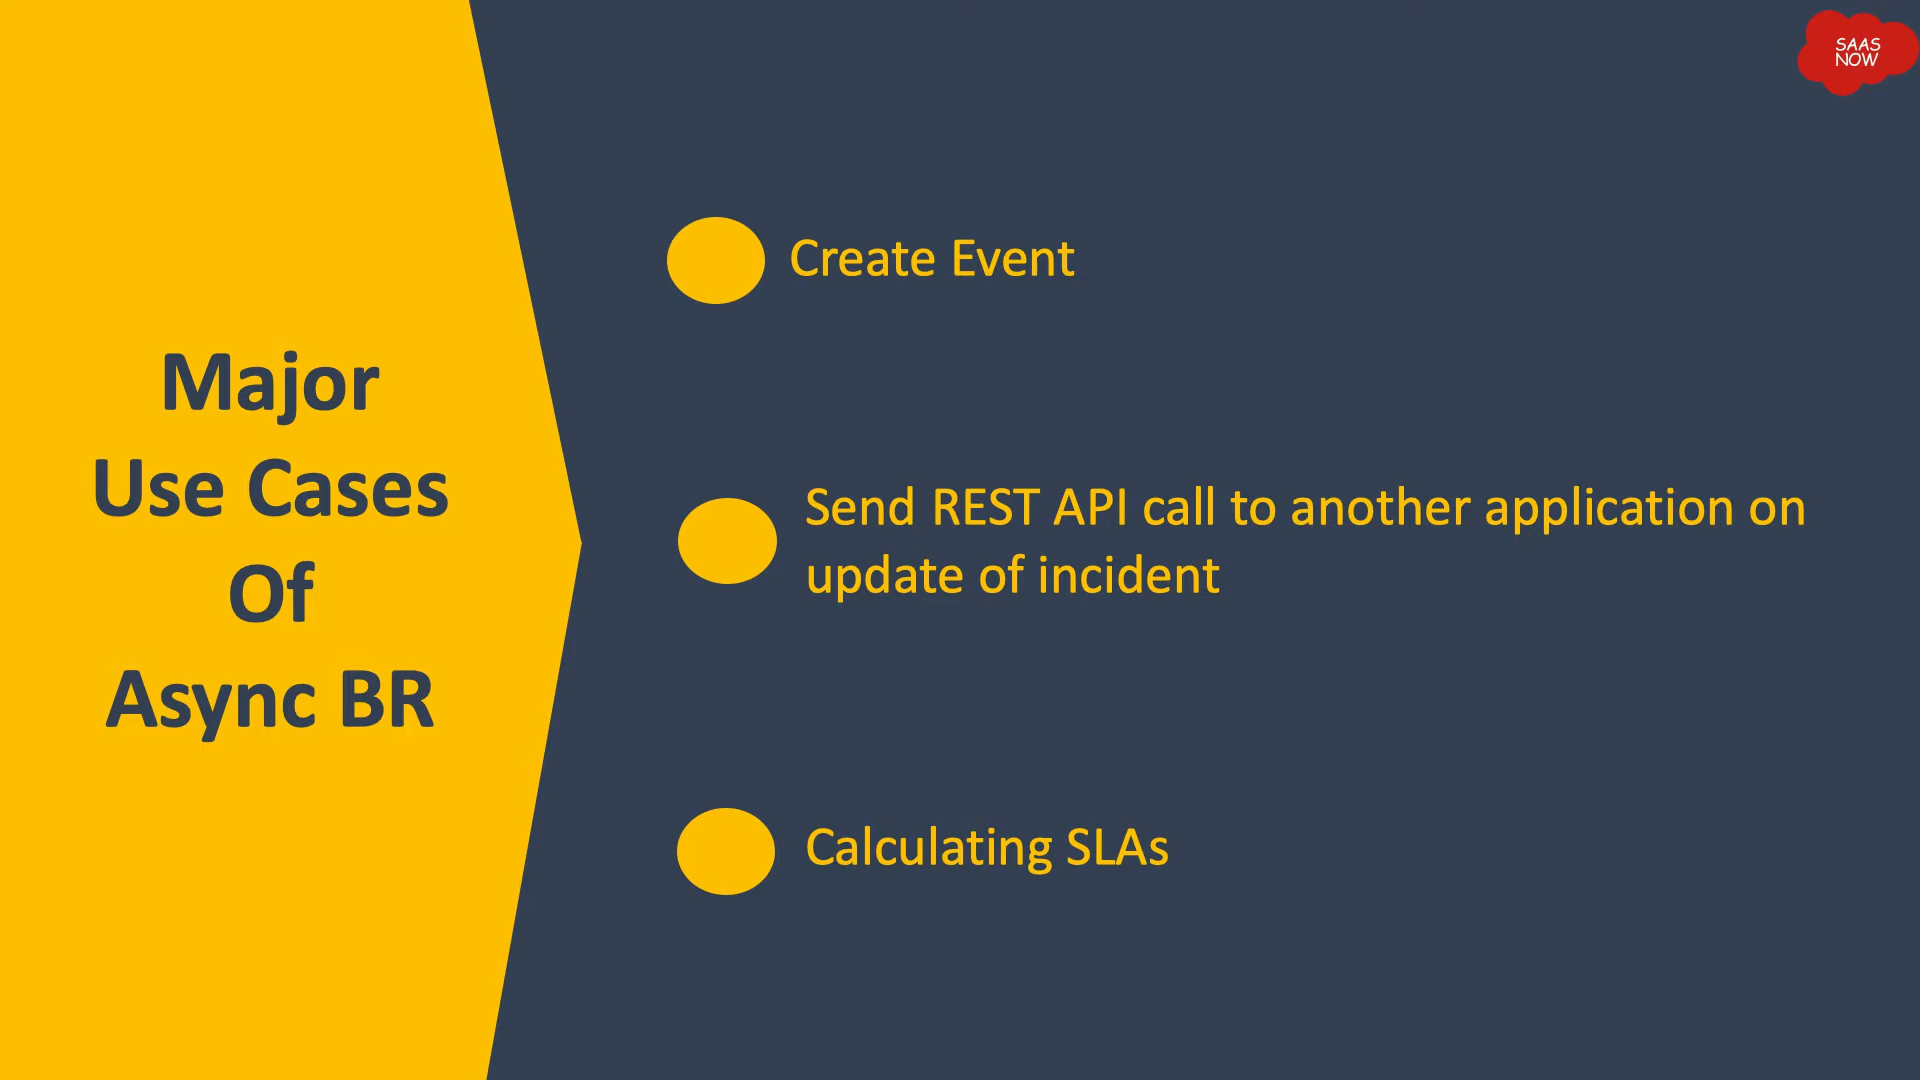 Major
Use Cases
Of
Async BR
Create Event
Send REST API call to another application on
update of incident
Calculating SLAs
SAAS
NOW